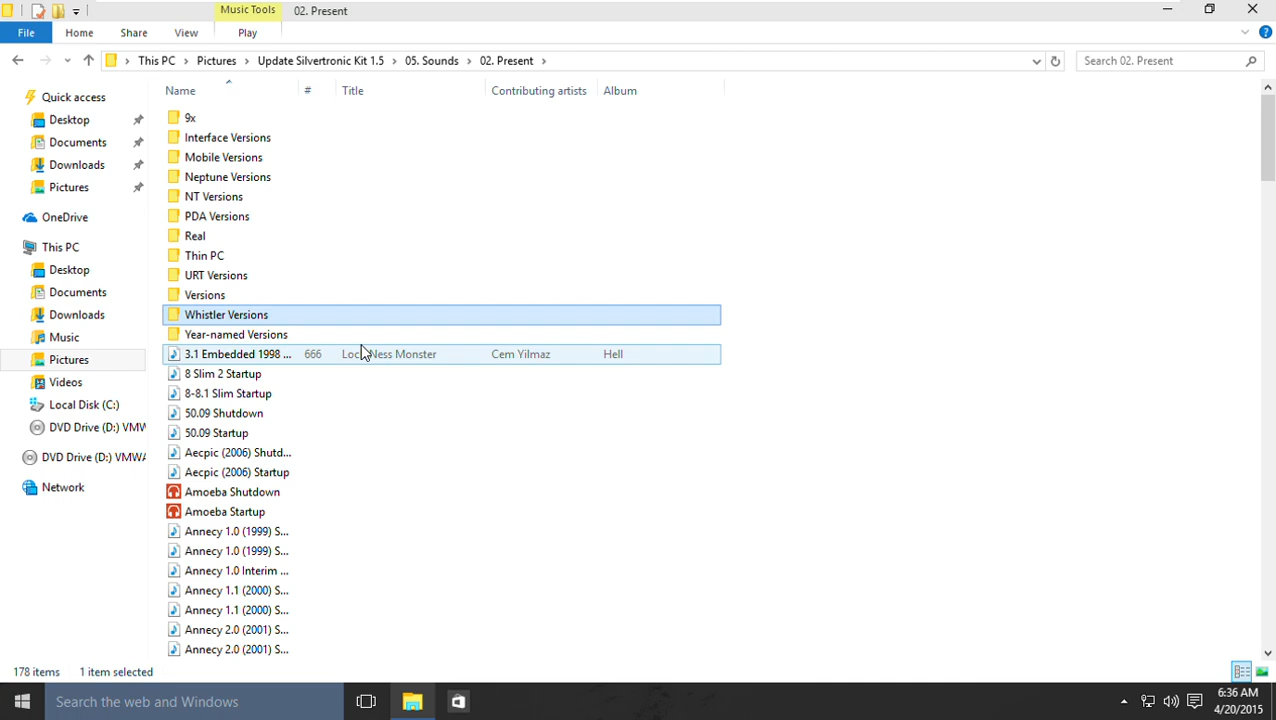 Music Tools
02. Present
File
Home
Share
View
Play
This PC
Pictures
Update Silvertronic Kit 1.5
05. Sounds
02. Present
Search 02. Present
Name
#
Title
Contributing artists
Album
Quick access
Desktop
Documents
Downloads
Pictures
OneDrive
This PC
Desktop
Documents
Downloads
Music
Pictures
Videos
Local Disk (C:)
DVD Drive (D:) VMW
DVD Drive (D:) VMWA
Network
9x
Interface Versions
Mobile Versions
Neptune Versions
NT Versions
PDA Versions
Real
Thin PC
URT Versions
Versions
Whistler Versions
Year-named Versions
3.1 Embedded 1998 ... 666 Ness Monster Cem Yilmaz Hell
8 Slim 2 Startup
8-8.1 Slim Startup
50.09 Shutdown
50.09 Startup
Aecpic (2006) Shutd...
Aecpic (2006) Startup
Amoeba Shutdown
Amoeba Startup
Annecy 1.0 (1999) S...
Annecy 1.0 (1999) S...
Annecy 1.0 Interim ...
Annecy 1.1 (2000) S...
Annecy 1.1 (2000) S...
Annecy 2.0 (2001) S...
Annecy 2.0 (2001) S...
178 items
1 item selected
Search the web and Windows
6:36 AM
4/20/2015